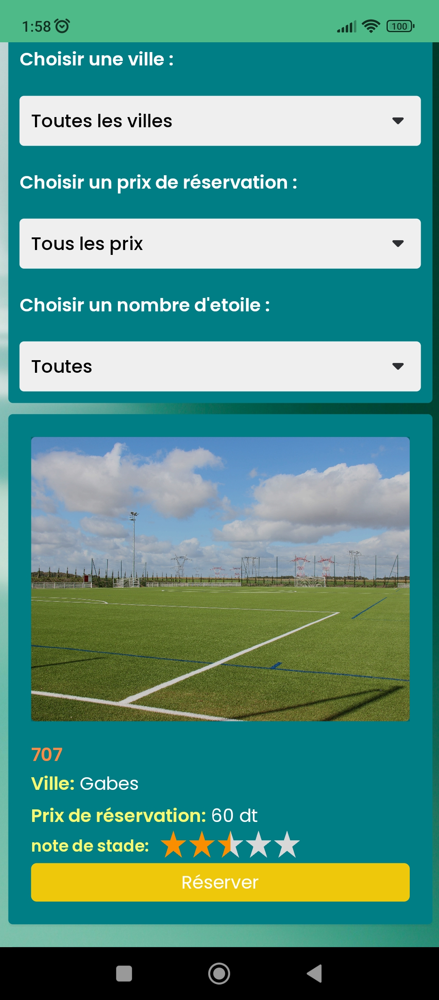 1:58
100
Choisir une ville :
Toutes les villes
Choisir un prix de réservation :
Tous les prix
Choisir un nombre d'etoile :
Toutes
707
Ville: Gabes
Prix de réservation: 60 dt
note de stade:
Réserver